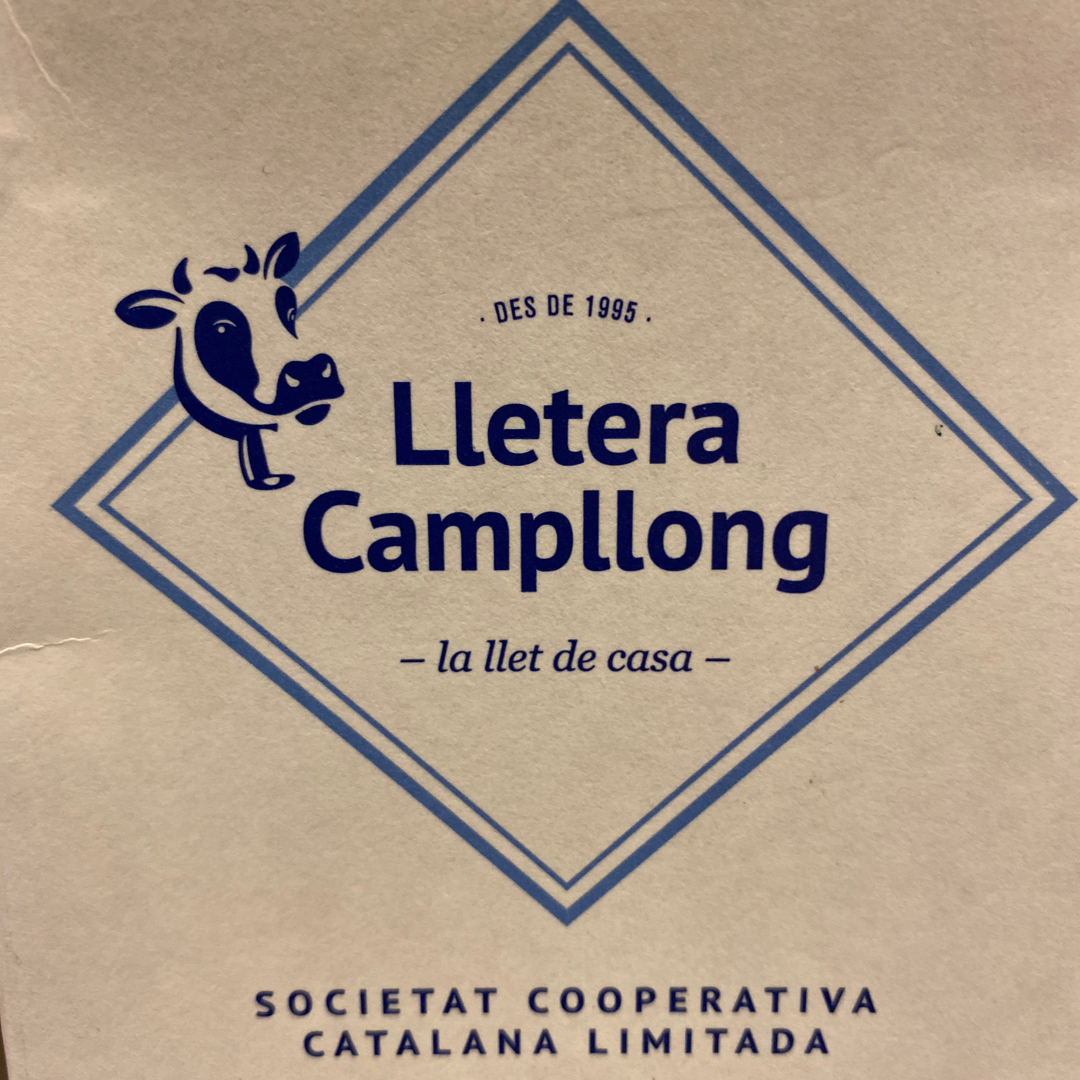 . DES DE 1995 .
Lletera
Campllong
– la llet de casa –
SOCIETAT COOPERATIVA
CATALANA LIMITADA